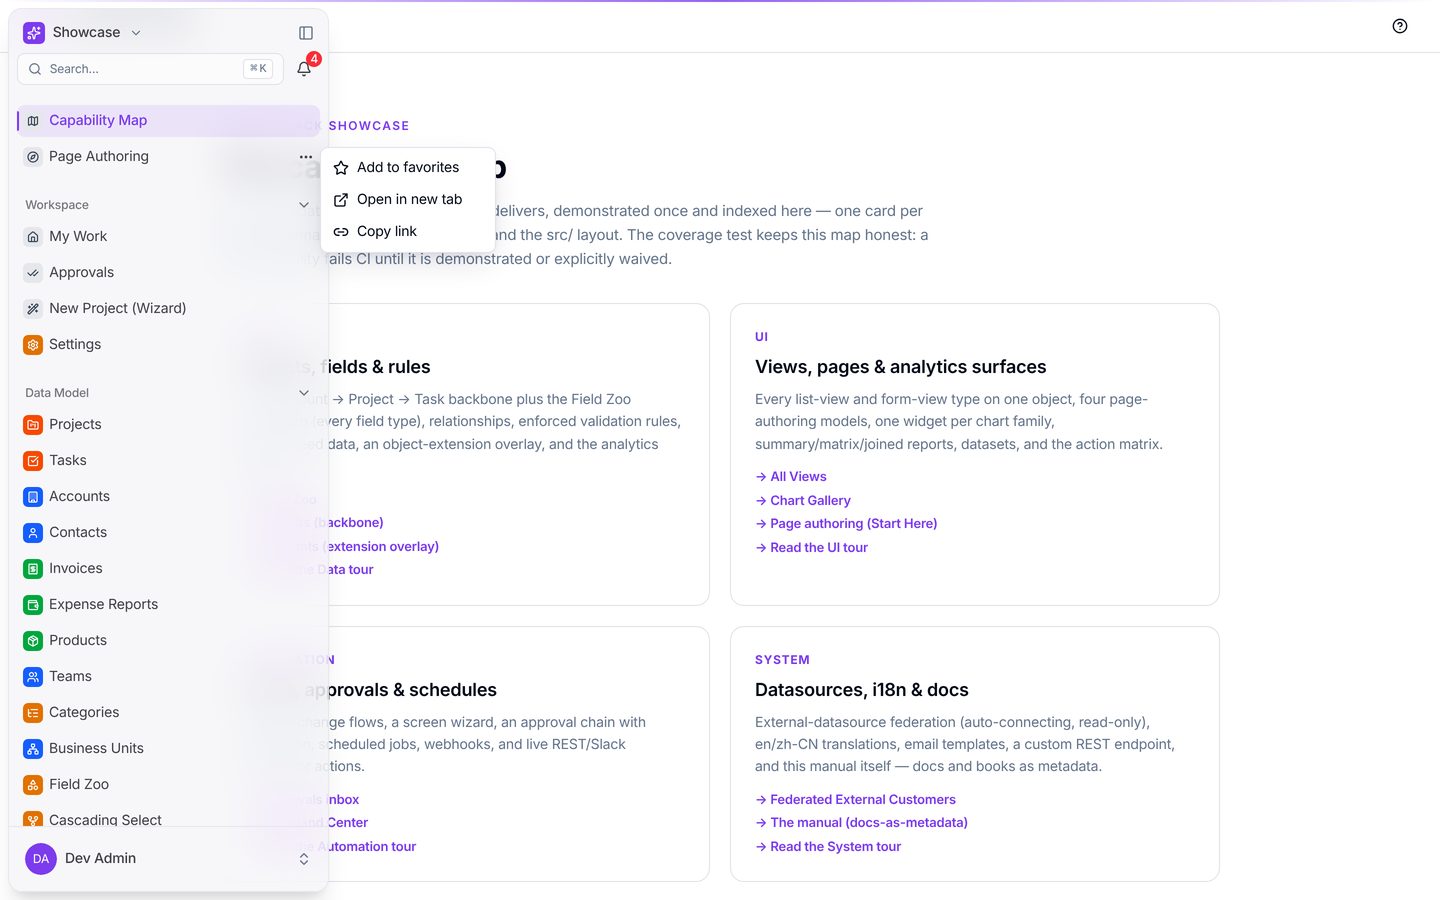 Showcase
Search...
⌘K
4
Capability Map
Page Authoring
Workspace
My Work
Approvals
New Project (Wizard)
Settings
Data Model
Projects
Tasks
Accounts
Contacts
Invoices
Expense Reports
Products
Teams
Categories
Business Units
Field Zoo
Cascading Select
DA
Dev Admin
Add to favorites
Open in new tab
Copy link
SHOWCASE
delivers, demonstrated once and indexed here — one card per
and the src/ layout. The coverage test keeps this map honest: a
fails CI until it is demonstrated or explicitly waived.
fields & rules
→ Project → Task backbone plus the Field Zoo
(every field type), relationships, enforced validation rules,
data, an object-extension overlay, and the analytics
(backbone)
(extension overlay)
Data tour
UI
Views, pages & analytics surfaces
Every list-view and form-view type on one object, four page-
authoring models, one widget per chart family,
summary/matrix/joined reports, datasets, and the action matrix.
→ All Views
→ Chart Gallery
→ Page authoring (Start Here)
→ Read the UI tour
approvals & schedules
change flows, a screen wizard, an approval chain with
scheduled jobs, webhooks, and live REST/Slack
actions.
inbox
Center
Automation tour
SYSTEM
Datasources, i18n & docs
External-datasource federation (auto-connecting, read-only),
en/zh-CN translations, email templates, a custom REST endpoint,
and this manual itself — docs and books as metadata.
→ Federated External Customers
→ The manual (docs-as-metadata)
→ Read the System tour